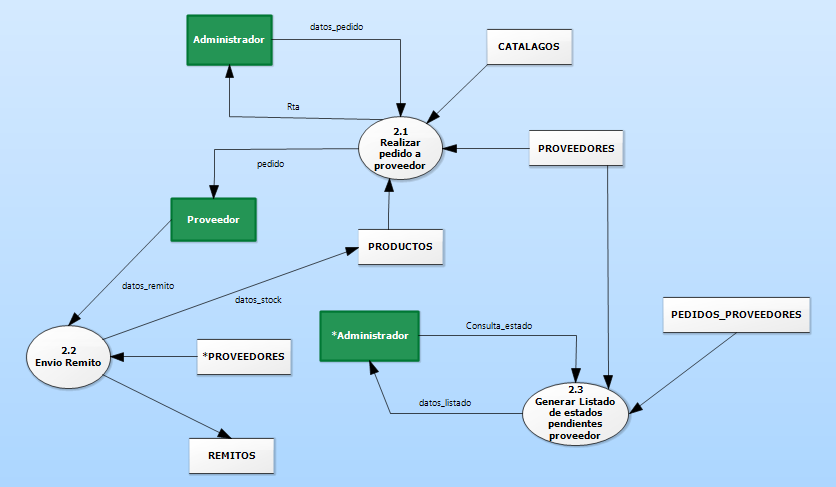 datos_pedido
Administrador
CATALAGOS
Rta
2.1
Realizar
pedido a
proveedor
PROVEEDORES
pedido
Proveedor
PRODUCTOS
datos_remito
datos_stock
PEDIDOS_PROVEEDORES
*Administrador
Consulta_estado
2.2
Envio Remito
*PROVEEDORES
2.3
Generar Listado
de estados
pendientes
proveedor
datos_listado
REMITOS